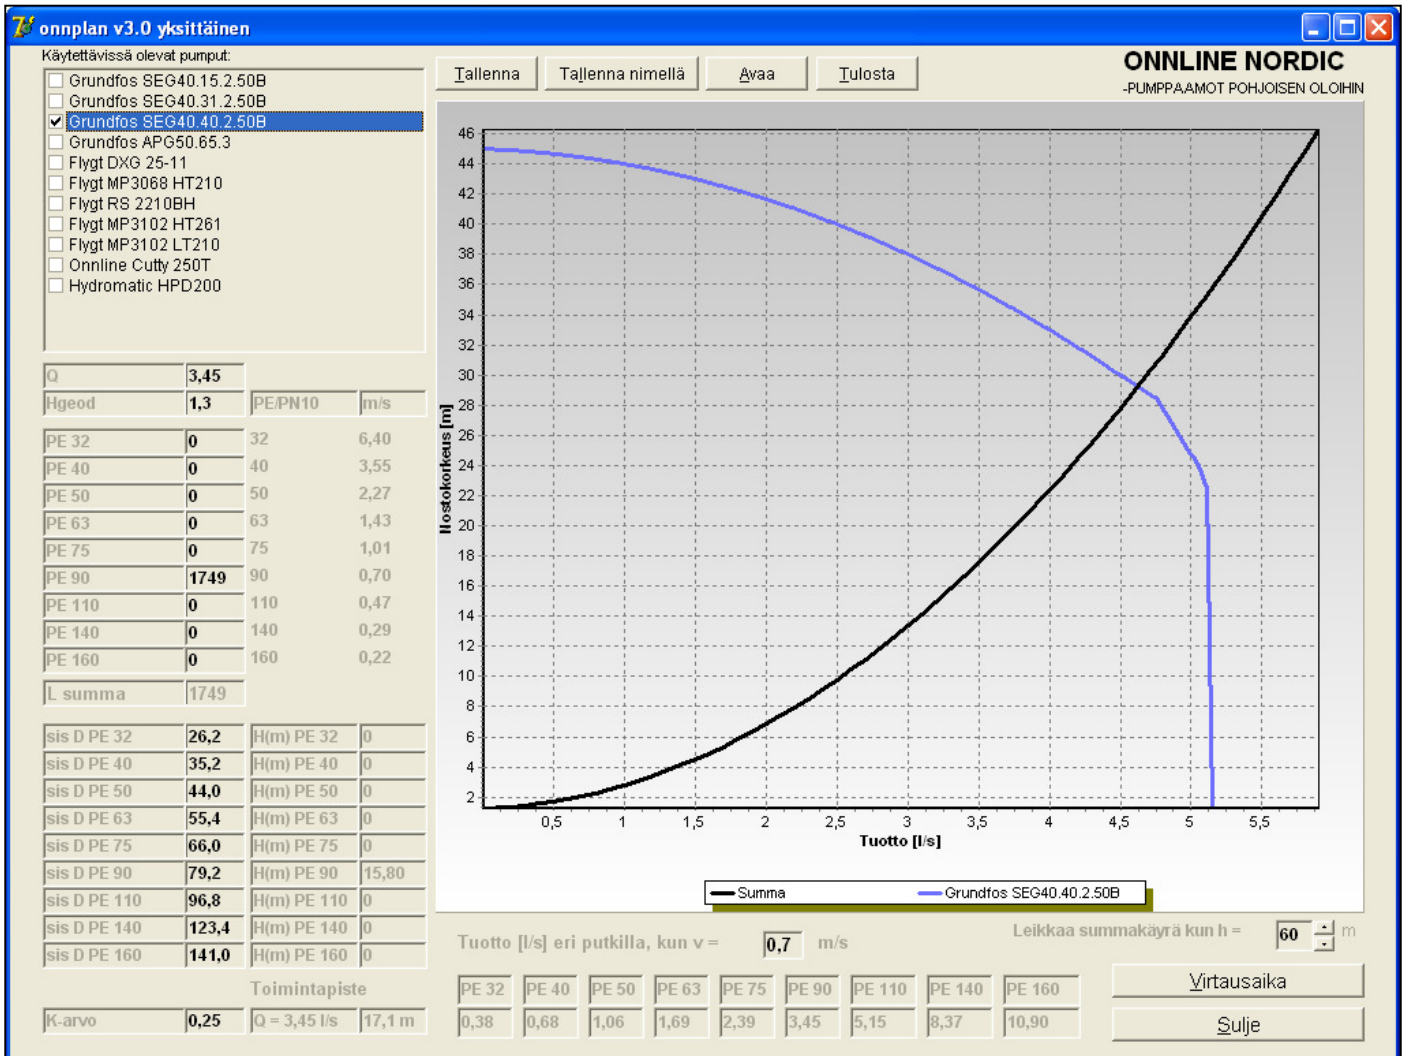 onnplan v3.0 yksittäinen
Käytettävissä olevat pumput:
Grundfos SEG40.15.2.50B
Grundfos SEG40.31.2.50B
Grundfos SEG40.40.2.50B
Grundfos APG50.65.3
Flygt DXG 25-11
Flygt MP3068 HT210
Flygt RS 2210BH
Flygt MP3102 HT261
Flygt MP3102 LT210
Onnline Cutty 250T
Hydromatic HPD200
Tallenna Tallenna nimellä Avaa Tulosta
ONNLINE NORDIC
-PUMPPAAMOT POHJOISEN OLOIHIN
Q 3,45
Hgeod 1,3 PE/PN10 m/s
PE 32 0 32 6,40
PE 40 0 40 3,55
PE 50 0 50 2,27
PE 63 0 63 1,43
PE 75 0 75 1,01
PE 90 1749 90 0,70
PE 110 0 110 0,47
PE 140 0 140 0,29
PE 160 0 160 0,22
L summa 1749
sis D PE 32 26,2 H(m) PE 32 0
sis D PE 40 35,2 H(m) PE 40 0
sis D PE 50 44,0 H(m) PE 50 0
sis D PE 63 55,4 H(m) PE 63 0
sis D PE 75 66,0 H(m) PE 75 0
sis D PE 90 79,2 H(m) PE 90 15,80
sis D PE 110 96,8 H(m) PE 110 0
sis D PE 140 123,4 H(m) PE 140 0
sis D PE 160 141,0 H(m) PE 160 0
Toimintapiste
K-arvo 0,25 Q = 3,45 l/s 17,1 m
46
44
42
40
38
36
34
32
30
28
26
24
22
20
18
16
14
12
10
8
6
4
2
Nostokorkeus [m]
0,5 1 1,5 2 2,5 3 3,5 4 4,5 5 5,5
Tuotto [l/s]
Summa Grundfos SEG40.40.2.50B
Tuotto [l/s] eri putkilla, kun v = 0,7 m/s
Leikkaa summakäyrä kun h = 60 m
PE 32 PE 40 PE 50 PE 63 PE 75 PE 90 PE 110 PE 140 PE 160
0,38 0,68 1,06 1,69 2,39 3,45 5,15 8,37 10,90
Virtausaika
Sulje